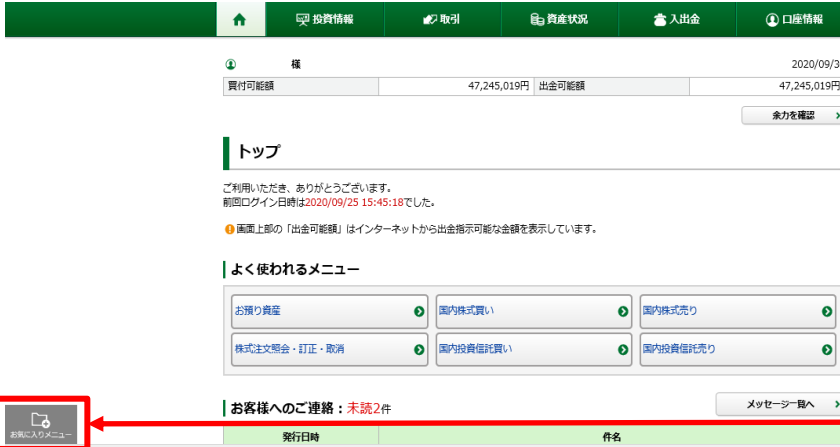 投資情報 取引 資産状況 入出金 口座情報
様 2020/09/3
買付可能額 47,245,019円 出金可能額 47,245,019円
余力を確認
トップ
ご利用いただき、ありがとうございます。
前回ログイン日時は2020/09/25 15:45:18でした。
画面上部の「出金可能額」はインターネットから出金指示可能な金額を表示しています。
よく使われるメニュー
お預り資産 国内株式買い 国内株式売り
株式注文照会・訂正・取消 国内投資信託買い 国内投資信託売り
お客様へのご連絡：未読2件 メッセージ一覧へ
お気に入りメニュー
発行日時 件名